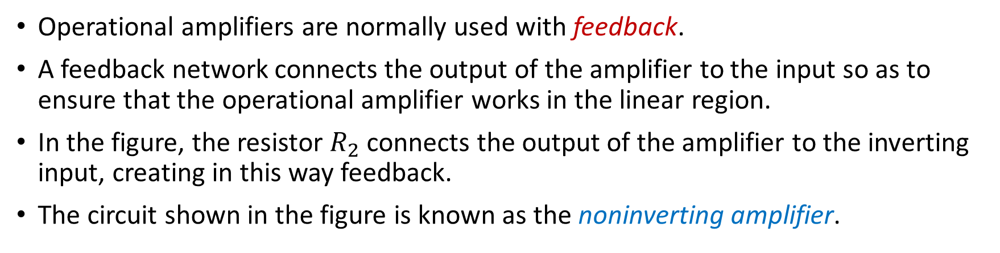 • Operational amplifiers are normally used with feedback.
• A feedback network connects the output of the amplifier to the input so as to
ensure that the operational amplifier works in the linear region.
• In the figure, the resistor R₂ connects the output of the amplifier to the inverting
input, creating in this way feedback.
• The circuit shown in the figure is known as the noninverting amplifier.